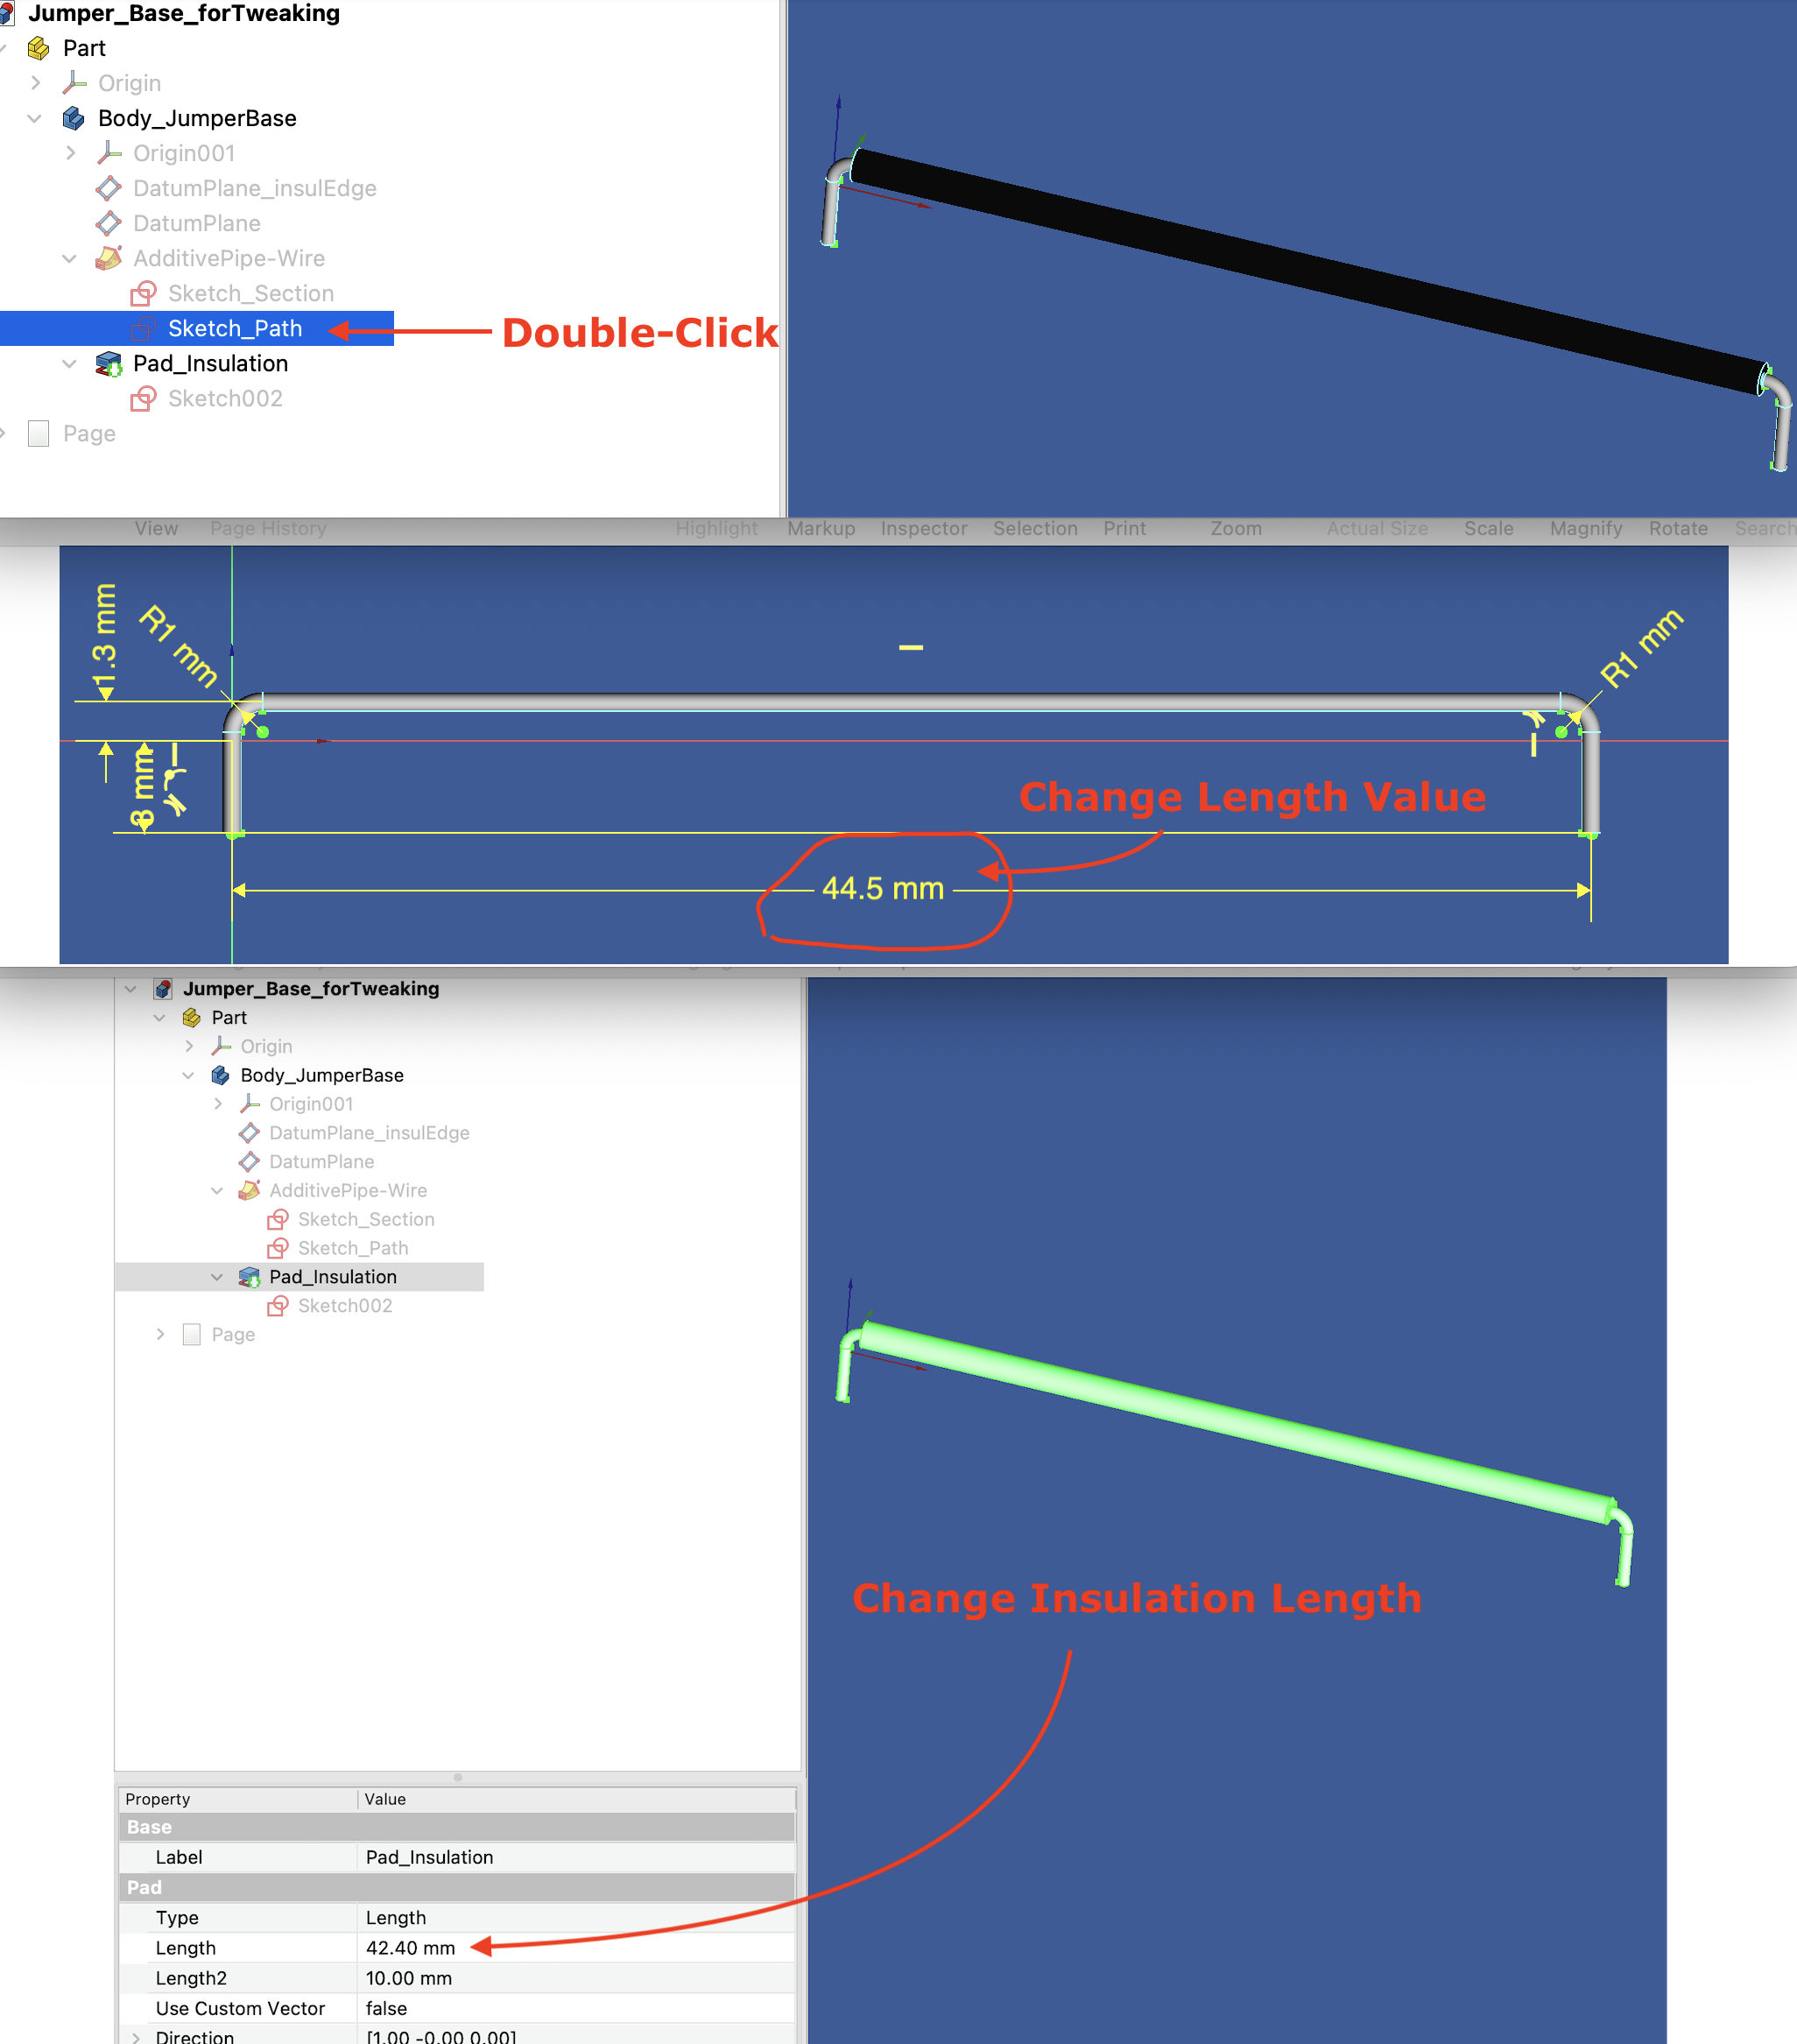 Jumper_Base_forTweaking
Part
Origin
Body_JumperBase
Origin001
DatumPlane_insulEdge
DatumPlane
AdditivePipe-Wire
Sketch_Section
Sketch_Path
Double-Click
Pad_Insulation
Sketch002
Page
View Page History Highlight Markup Inspector Selection Print Zoom Actual Size Scale Magnify Rotate Search
1.3 mm
R1 mm
R1 mm
3 mm
Change Length Value
44.5 mm
Jumper_Base_forTweaking
Part
Origin
Body_JumperBase
Origin001
DatumPlane_insulEdge
DatumPlane
AdditivePipe-Wire
Sketch_Section
Sketch_Path
Pad_Insulation
Sketch002
Page
Change Insulation Length
Property Value
Base
Label Pad_Insulation
Pad
Type Length
Length 42.40 mm
Length2 10.00 mm
Use Custom Vector false
Direction [1.00 -0.00 0.00]